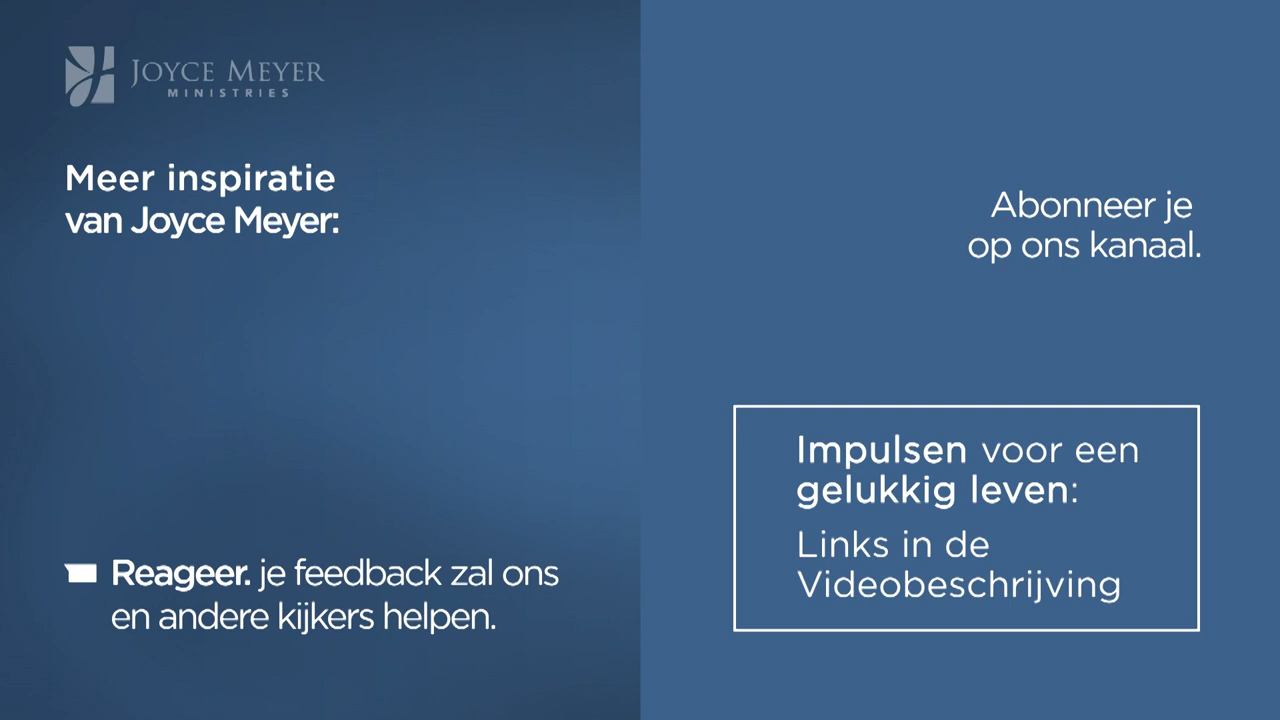 JOYCE MEYER
MINISTRIES
Meer inspiratie
van Joyce Meyer:
Abonneer je
op ons kanaal.
Impulsen voor een
gelukkig leven:
Links in de
Videobeschrijving
Reageer. je feedback zal ons
en andere kijkers helpen.